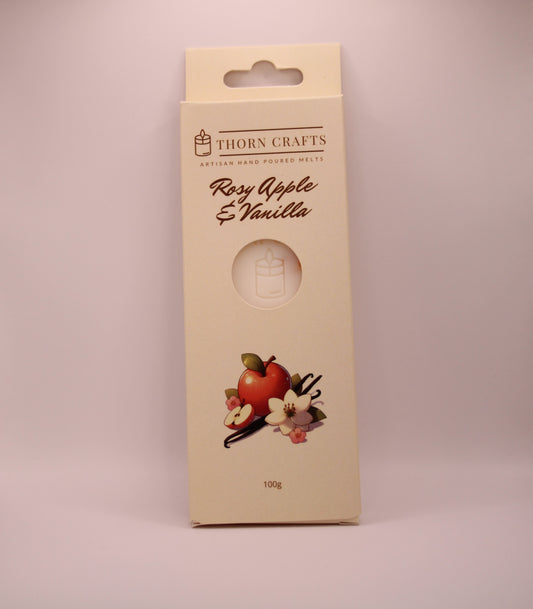 THORN CRAFTS
ARTISAN HAND POURED MELTS
Rosy Apple
& Vanilla
100g